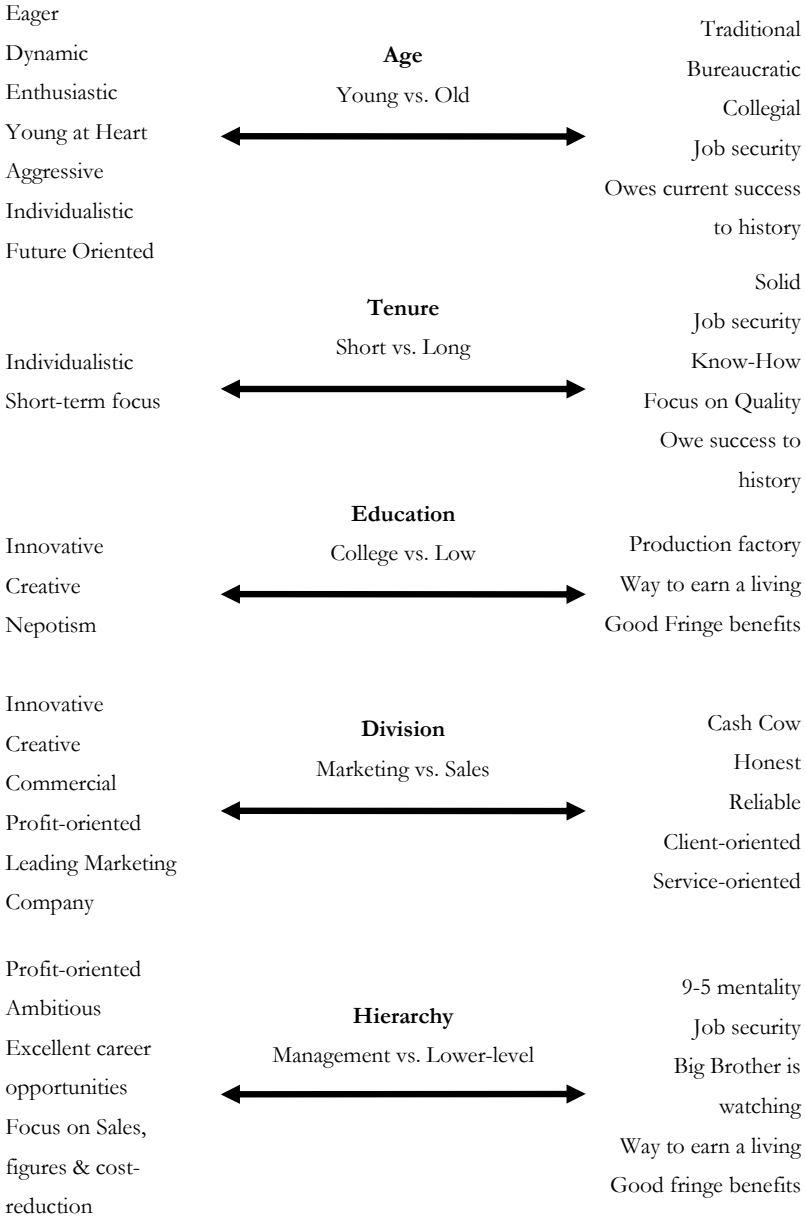 Eager
Dynamic
Enthusiastic
Young at Heart
Aggressive
Individualistic
Future Oriented
Age
Young vs. Old
Traditional
Bureaucratic
Collegial
Job security
Owes current success
to history
Individualistic
Short-term focus
Tenure
Short vs. Long
Solid
Job security
Know-How
Focus on Quality
Owe success to
history
Innovative
Creative
Nepotism
Education
College vs. Low
Production factory
Way to earn a living
Good Fringe benefits
Innovative
Creative
Commercial
Profit-oriented
Leading Marketing
Company
Division
Marketing vs. Sales
Cash Cow
Honest
Reliable
Client-oriented
Service-oriented
Profit-oriented
Ambitious
Excellent career
opportunities
Focus on Sales,
figures & cost-
reduction
Hierarchy
Management vs. Lower-level
9-5 mentality
Job security
Big Brother is
watching
Way to earn a living
Good fringe benefits